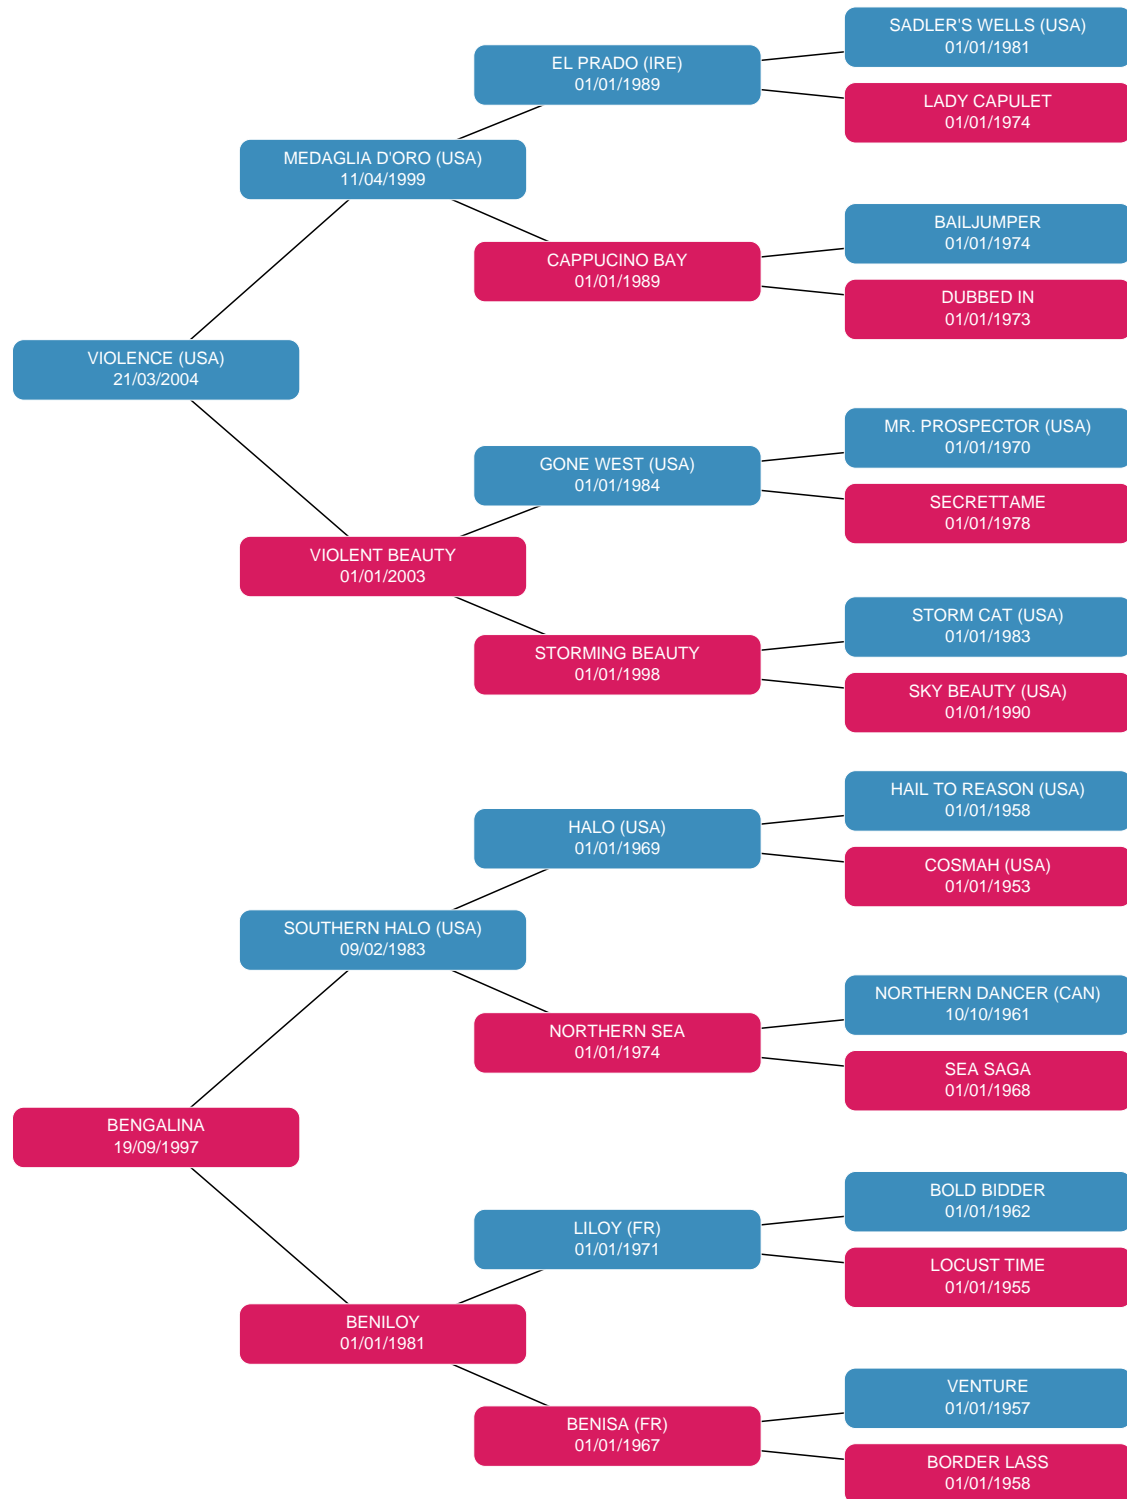 SADLER'S WELLS (USA)
01/01/1981
EL PRADO (IRE)
01/01/1989
LADY CAPULET
01/01/1974
MEDAGLIA D'ORO (USA)
11/04/1999
BAILJUMPER
01/01/1974
CAPPUCINO BAY
01/01/1989
DUBBED IN
01/01/1973
VIOLENCE (USA)
21/03/2004
MR. PROSPECTOR (USA)
01/01/1970
GONE WEST (USA)
01/01/1984
SECRETTAME
01/01/1978
VIOLENT BEAUTY
01/01/2003
STORM CAT (USA)
01/01/1983
STORMING BEAUTY
01/01/1998
SKY BEAUTY (USA)
01/01/1990
HAIL TO REASON (USA)
01/01/1958
HALO (USA)
01/01/1969
COSMAH (USA)
01/01/1953
SOUTHERN HALO (USA)
09/02/1983
NORTHERN DANCER (CAN)
10/10/1961
NORTHERN SEA
01/01/1974
SEA SAGA
01/01/1968
BENGALINA
19/09/1997
BOLD BIDDER
01/01/1962
LILOY (FR)
01/01/1971
LOCUST TIME
01/01/1955
BENILOY
01/01/1981
VENTURE
01/01/1957
BENISA (FR)
01/01/1967
BORDER LASS
01/01/1958